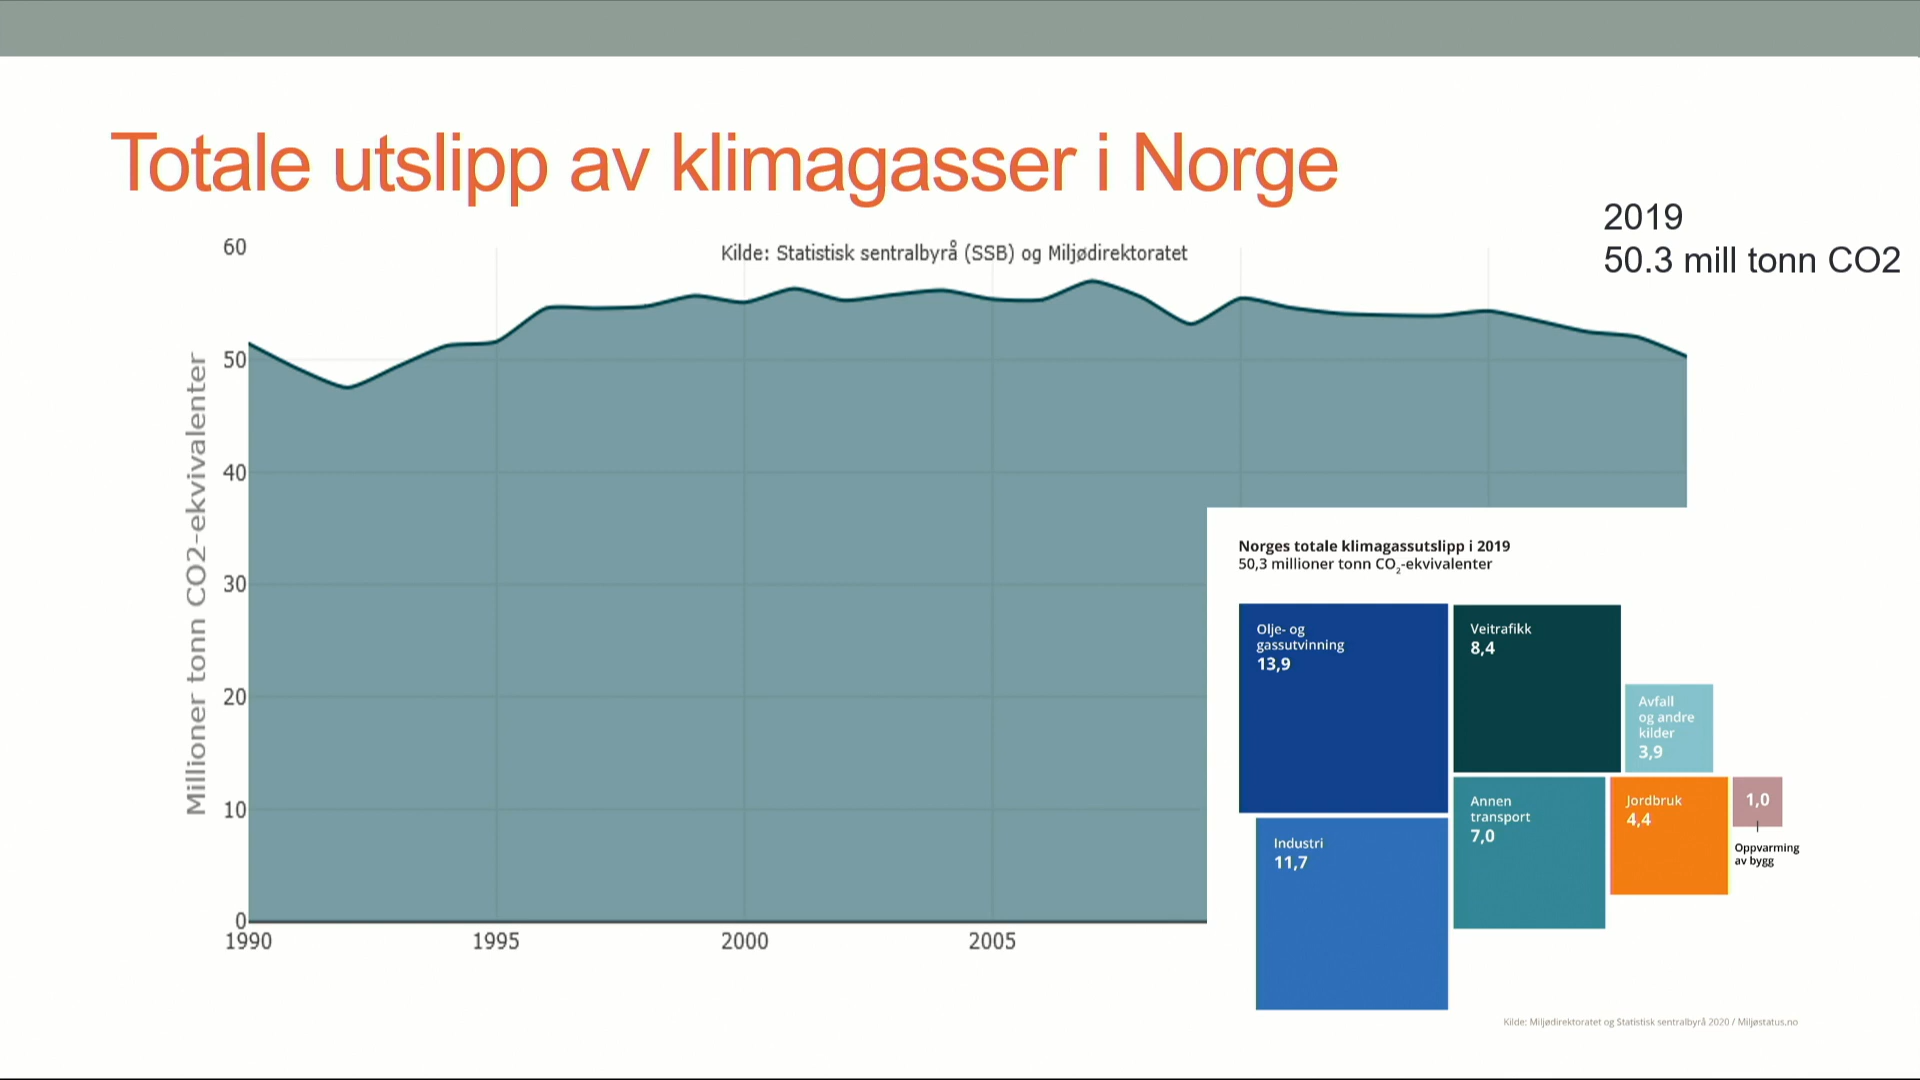 Totale utslipp av klimagasser i Norge
2019
50.3 mill tonn CO2
Kilde: Statistisk sentralbyrå (SSB) og Miljødirektoratet
Millioner tonn CO2-ekvivalenter
60
50
40
30
20
10
0
1990
1995
2000
2005
Norges totale klimagassutslipp i 2019
50,3 millioner tonn CO₂-ekvivalenter
Olje- og
gassutvinning
13,9
Veitrafikk
8,4
Avfall
og andre
kilder
3,9
Industri
11,7
Annen
transport
7,0
Jordbruk
4,4
1,0
Oppvarming
av bygg
Kilde: Miljødirektoratet og Statistisk sentralbyrå 2020 / Miljøstatus.no